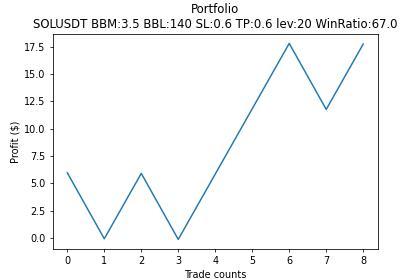 Portfolio
SOLUSDT BBM:3.5 BBL:140 SL:0.6 TP:0.6 lev:20 WinRatio:67.0
17.5
15.0
12.5
10.0
7.5
5.0
2.5
0.0
Profit ($)
0 1 2 3 4 5 6 7 8
Trade counts